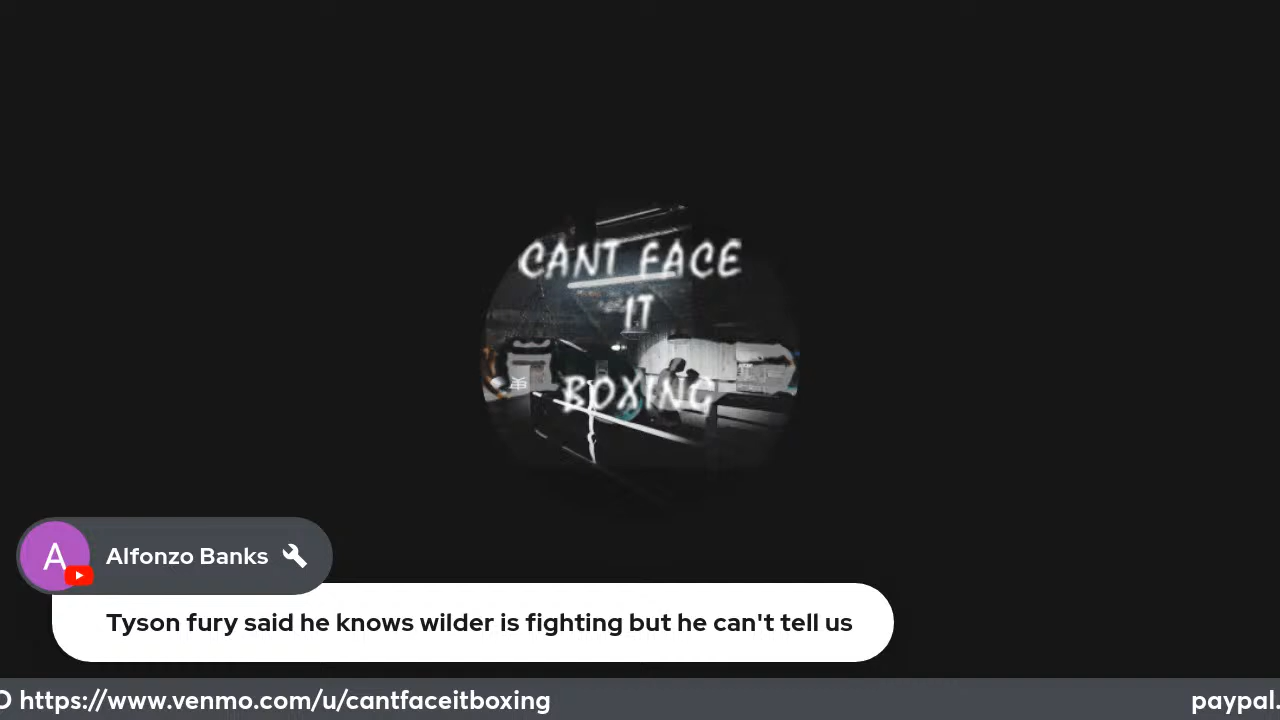 CANT FACE
IT
BOXING
A
Alfonzo Banks
Tyson fury said he knows wilder is fighting but he can't tell us
https://www.venmo.com/u/cantfaceitboxing
paypal.